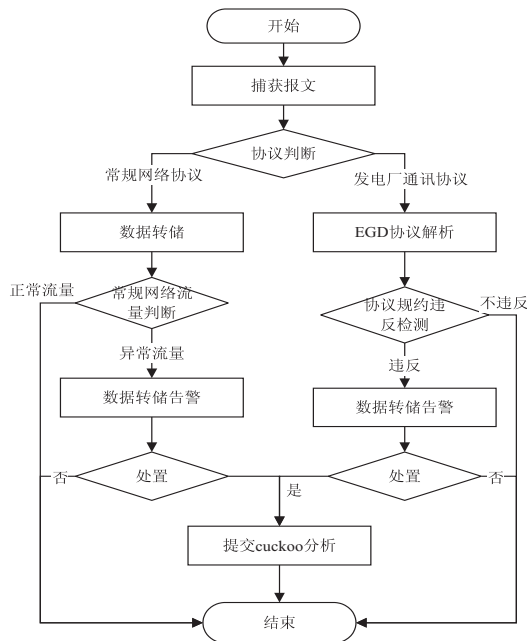 开始
捕获报文
协议判断
常规网络协议
发电厂通讯协议
数据转储
EGD协议解析
正常流量
常规网络流
量判断
协议规约违
反检测
不违反
异常流量
违反
数据转储告警
数据转储告警
否
处置
处置
否
是
提交cuckoo分析
结束